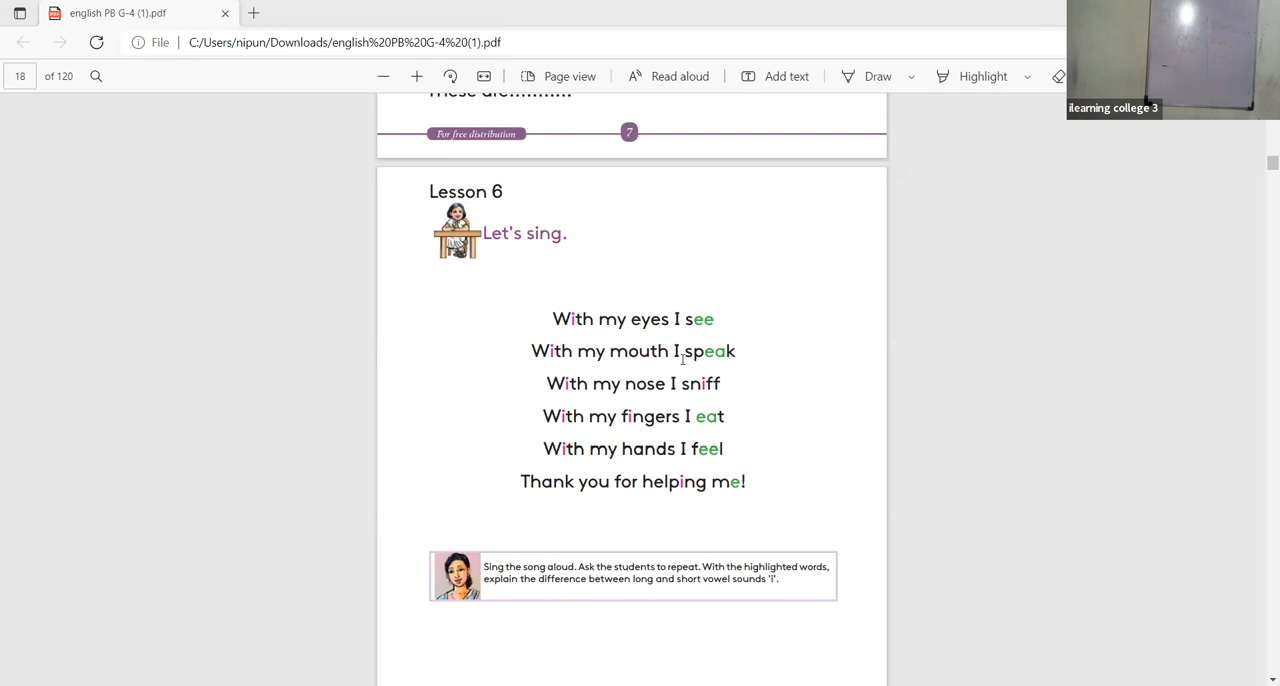 english PB G-4 (1).pdf
File
C:/Users/nipun/Downloads/english%20PB%20G-4%20(1).pdf
18 of 120
Page view
Read aloud
Add text
Draw
Highlight
ilearning college 3
These are...........
For free distribution
7
Lesson 6
Let's sing.
With my eyes I see
With my mouth I speak
With my nose I sniff
With my fingers I eat
With my hands I feel
Thank you for helping me!
Sing the song aloud. Ask the students to repeat. With the highlighted words,
explain the difference between long and short vowel sounds 'i'.